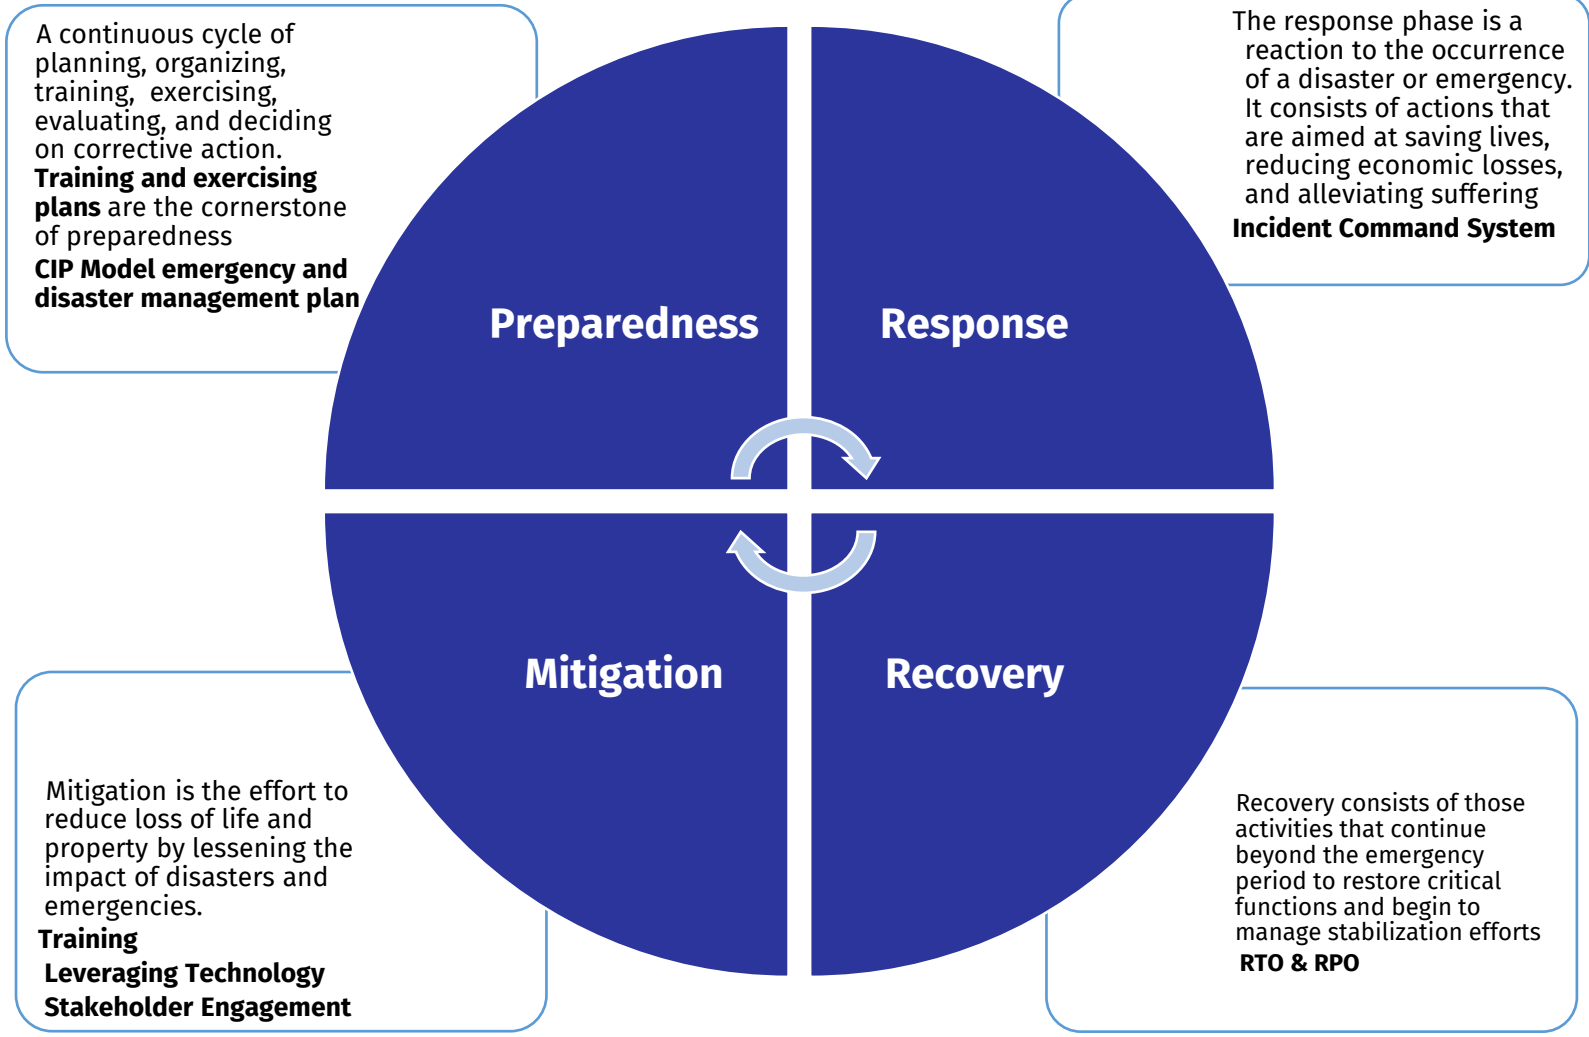 A continuous cycle of
planning, organizing,
training, exercising,
evaluating, and deciding
on corrective action.
Training and exercising
plans are the cornerstone
of preparedness
CIP Model emergency and
disaster management plan
The response phase is a
reaction to the occurrence
of a disaster or emergency.
It consists of actions that
are aimed at saving lives,
reducing economic losses,
and alleviating suffering
Incident Command System
Preparedness
Response
Mitigation
Recovery
Mitigation is the effort to
reduce loss of life and
property by lessening the
impact of disasters and
emergencies.
Training
Leveraging Technology
Stakeholder Engagement
Recovery consists of those
activities that continue
beyond the emergency
period to restore critical
functions and begin to
manage stabilization efforts
RTO & RPO